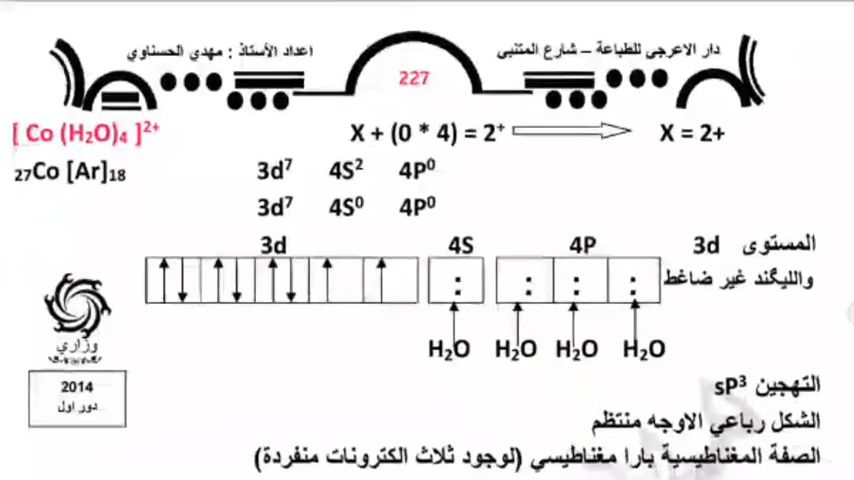 دار الاعرجي للطباعة – شارع المتنبي 227 اعداد الأستاذ : مهدي الحسناوي
[ Co (H₂O)₄ ]²⁺ X + (0 * 4) = 2⁺ X = 2+
₂₇Co [Ar]₁₈ 3d⁷ 4S² 4P⁰
3d⁷ 4S⁰ 4P⁰
3d 4S 4P المستوى 3d
والليگند غير ضاغط
H₂O H₂O H₂O H₂O
وزاري
2014
دور اول
التهجين sP³
الشكل رباعي الاوجه منتظم
الصفة المغناطيسية بارا مغناطيسي (لوجود ثلاث الكترونات منفردة)